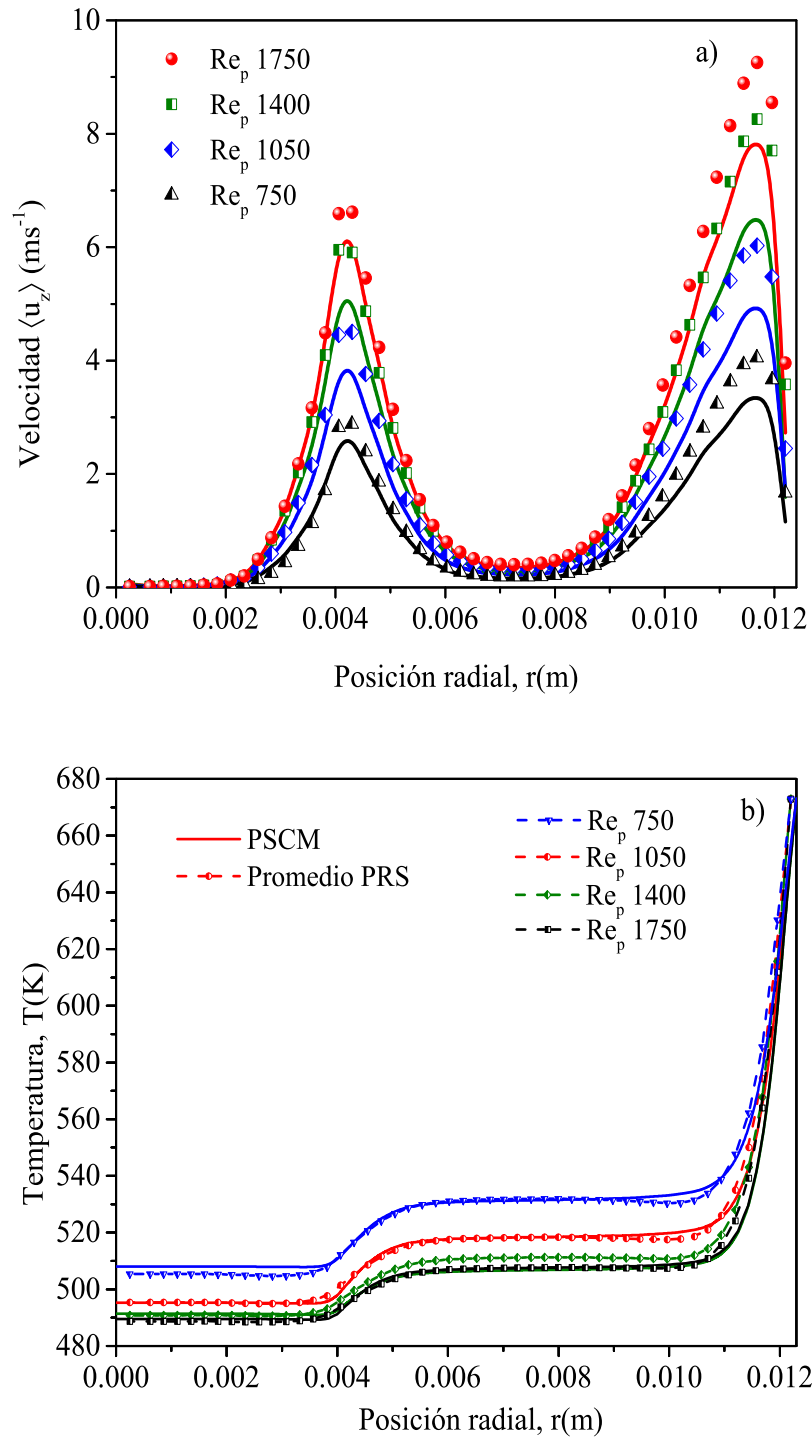 a)
Re_p 1750
Re_p 1400
Re_p 1050
Re_p 750
Velocidad ⟨u_z⟩ (ms^-1)
10
8
6
4
2
0
0.000 0.002 0.004 0.006 0.008 0.010 0.012
Posición radial, r(m)
b)
PSCM
Promedio PRS
Re_p 750
Re_p 1050
Re_p 1400
Re_p 1750
Temperatura, T(K)
680
660
640
620
600
580
560
540
520
500
480
0.000 0.002 0.004 0.006 0.008 0.010 0.012
Posición radial, r(m)